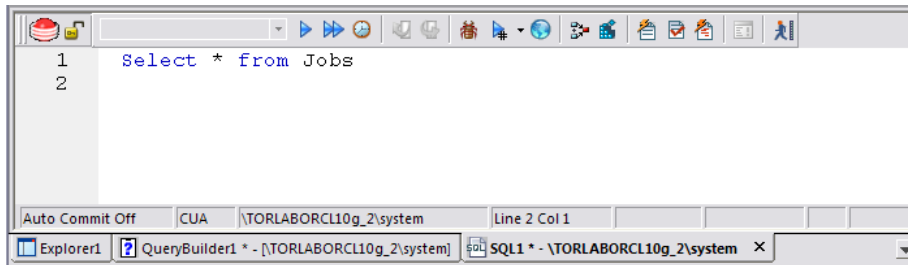 1 Select * from Jobs
2
Auto Commit Off CUA \TORLABORCL10g_2\system Line 2 Col 1
Explorer1 QueryBuilder1 * - [\TORLABORCL10g_2\system] SQL SQL1 * - \TORLABORCL10g_2\system X